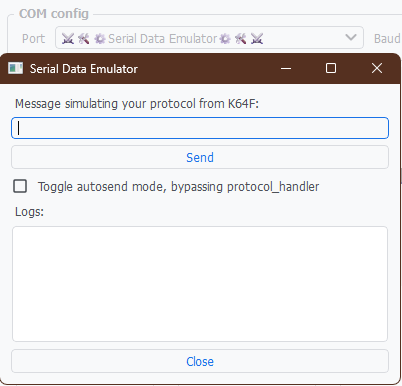 COM config
Port ⚔️🛠️⚙️Serial Data Emulator⚙️🛠️⚔️ Baud
Serial Data Emulator
Message simulating your protocol from K64F:
Send
Toggle autosend mode, bypassing protocol_handler
Logs:
Close